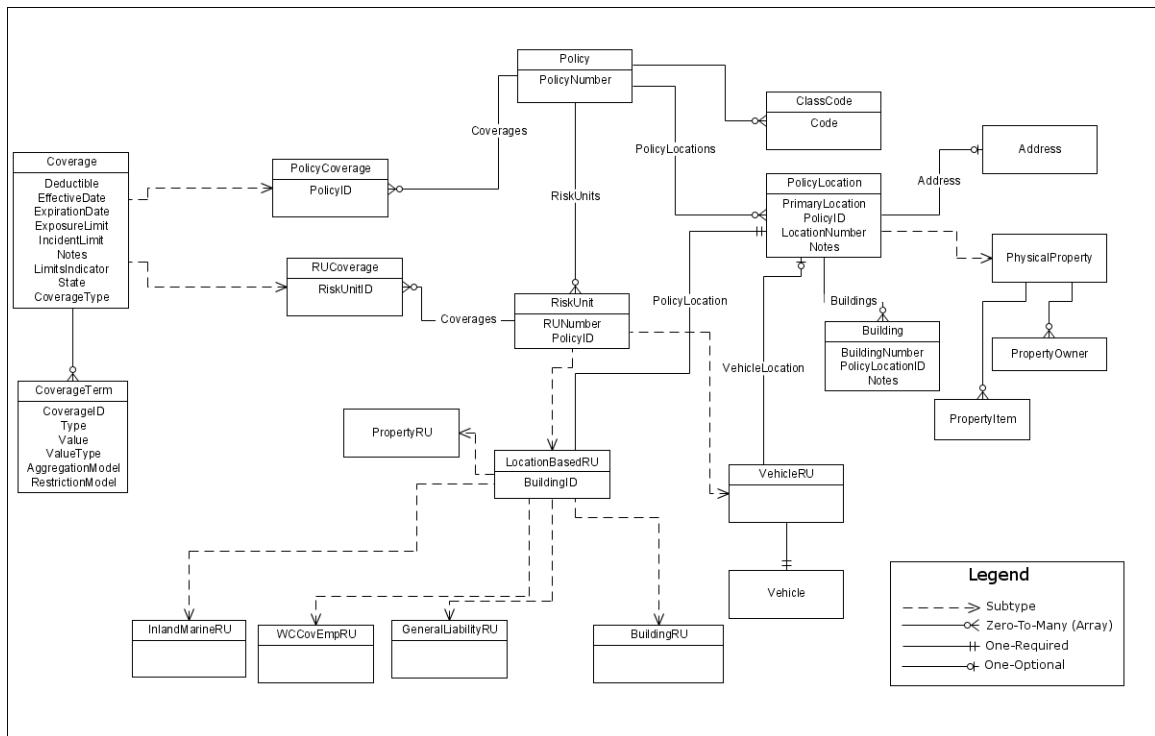 Policy
PolicyNumber
ClassCode
Code
Coverages
PolicyLocations
Address
Address
Coverage
Deductible
EffectiveDate
ExpirationDate
ExposureLimit
IncidentLimit
Notes
LimitsIndicator
State
CoverageType
PolicyCoverage
PolicyID
RiskUnits
PolicyLocation
PrimaryLocation
PolicyID
LocationNumber
Notes
PhysicalProperty
RUCoverage
RiskUnitID
Coverages
RiskUnit
RUNumber
PolicyID
PolicyLocation
Buildings
Building
BuildingNumber
PolicyLocationID
Notes
PropertyOwner
VehicleLocation
CoverageTerm
CoverageID
Type
Value
ValueType
AggregationModel
RestrictionModel
PropertyItem
PropertyRU
LocationBasedRU
BuildingID
VehicleRU
Vehicle
InlandMarineRU
WCCovEmpRU
GeneralLiabilityRU
BuildingRU
Legend
Subtype
Zero-To-Many (Array)
One-Required
One-Optional